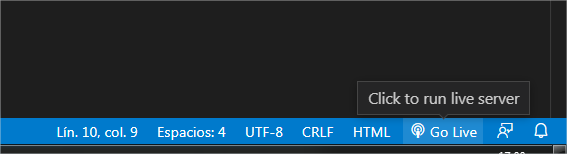 Click to run live server
Lín. 10, col. 9 Espacios: 4 UTF-8 CRLF HTML Go Live